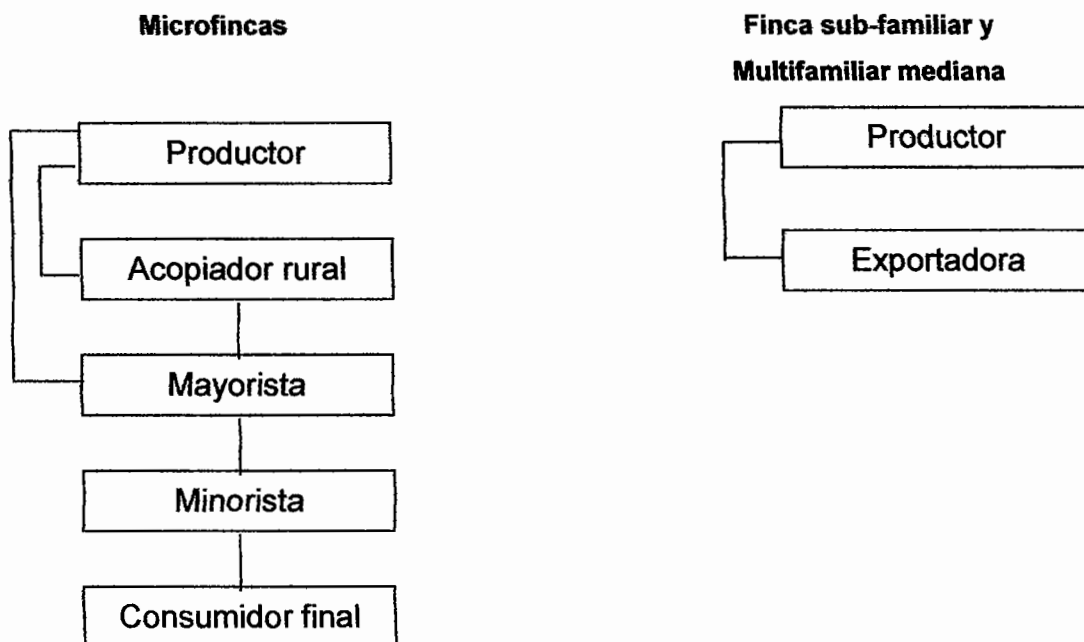 Microfincas
Productor
Acopiador rural
Mayorista
Minorista
Consumidor final
Finca sub-familiar y
Multifamiliar mediana
Productor
Exportadora